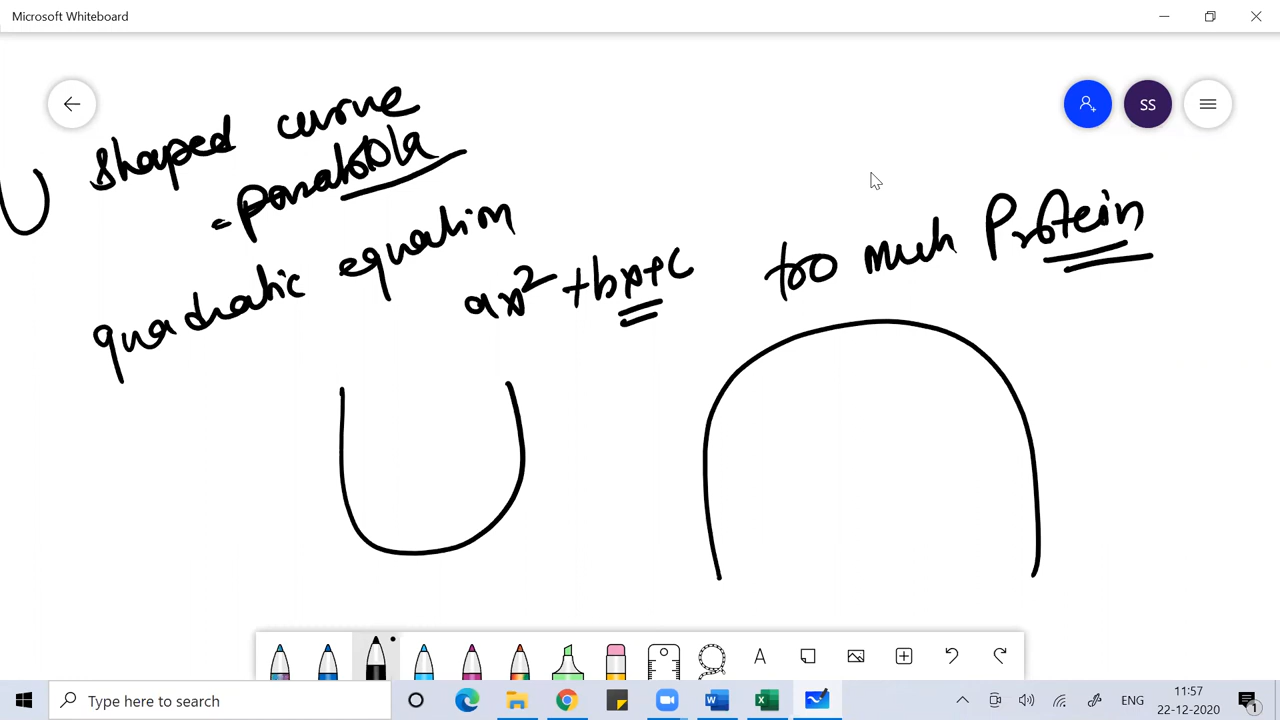 Microsoft Whiteboard
SS
U shaped curve
= parabola
quadratic equation
ax² + bx + c
too much Protein
A
Type here to search
ENG
11:57
22-12-2020
1